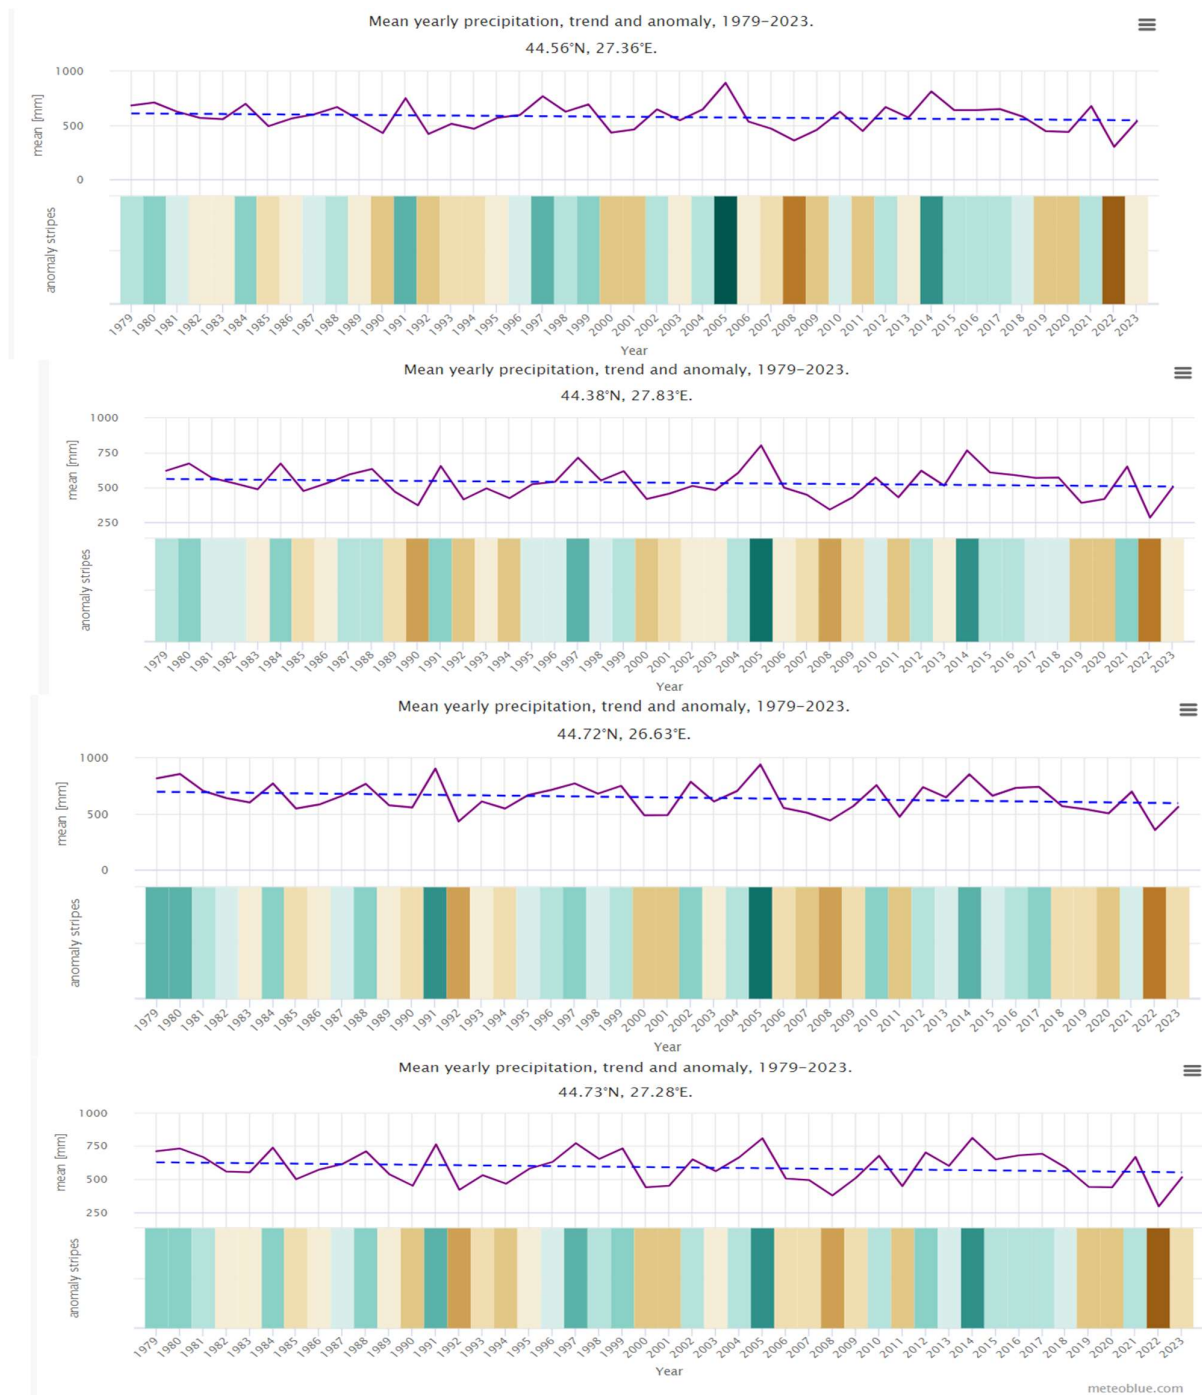 Mean yearly precipitation, trend and anomaly, 1979-2023.
44.56°N, 27.36°E.
1000
500
0
mean [mm]
anomaly stripes
1979 1980 1981 1982 1983 1984 1985 1986 1987 1988 1989 1990 1991 1992 1993 1994 1995 1996 1997 1998 1999 2000 2001 2002 2003 2004 2005 2006 2007 2008 2009 2010 2011 2012 2013 2014 2015 2016 2017 2018 2019 2020 2021 2022 2023
Year
Mean yearly precipitation, trend and anomaly, 1979-2023.
44.38°N, 27.83°E.
1000
750
500
250
mean [mm]
anomaly stripes
1979 1980 1981 1982 1983 1984 1985 1986 1987 1988 1989 1990 1991 1992 1993 1994 1995 1996 1997 1998 1999 2000 2001 2002 2003 2004 2005 2006 2007 2008 2009 2010 2011 2012 2013 2014 2015 2016 2017 2018 2019 2020 2021 2022 2023
Year
Mean yearly precipitation, trend and anomaly, 1979-2023.
44.72°N, 26.63°E.
1000
500
0
mean [mm]
anomaly stripes
1979 1980 1981 1982 1983 1984 1985 1986 1987 1988 1989 1990 1991 1992 1993 1994 1995 1996 1997 1998 1999 2000 2001 2002 2003 2004 2005 2006 2007 2008 2009 2010 2011 2012 2013 2014 2015 2016 2017 2018 2019 2020 2021 2022 2023
Year
Mean yearly precipitation, trend and anomaly, 1979-2023.
44.73°N, 27.28°E.
1000
750
500
250
mean [mm]
anomaly stripes
1979 1980 1981 1982 1983 1984 1985 1986 1987 1988 1989 1990 1991 1992 1993 1994 1995 1996 1997 1998 1999 2000 2001 2002 2003 2004 2005 2006 2007 2008 2009 2010 2011 2012 2013 2014 2015 2016 2017 2018 2019 2020 2021 2022 2023
Year
meteoblue.com